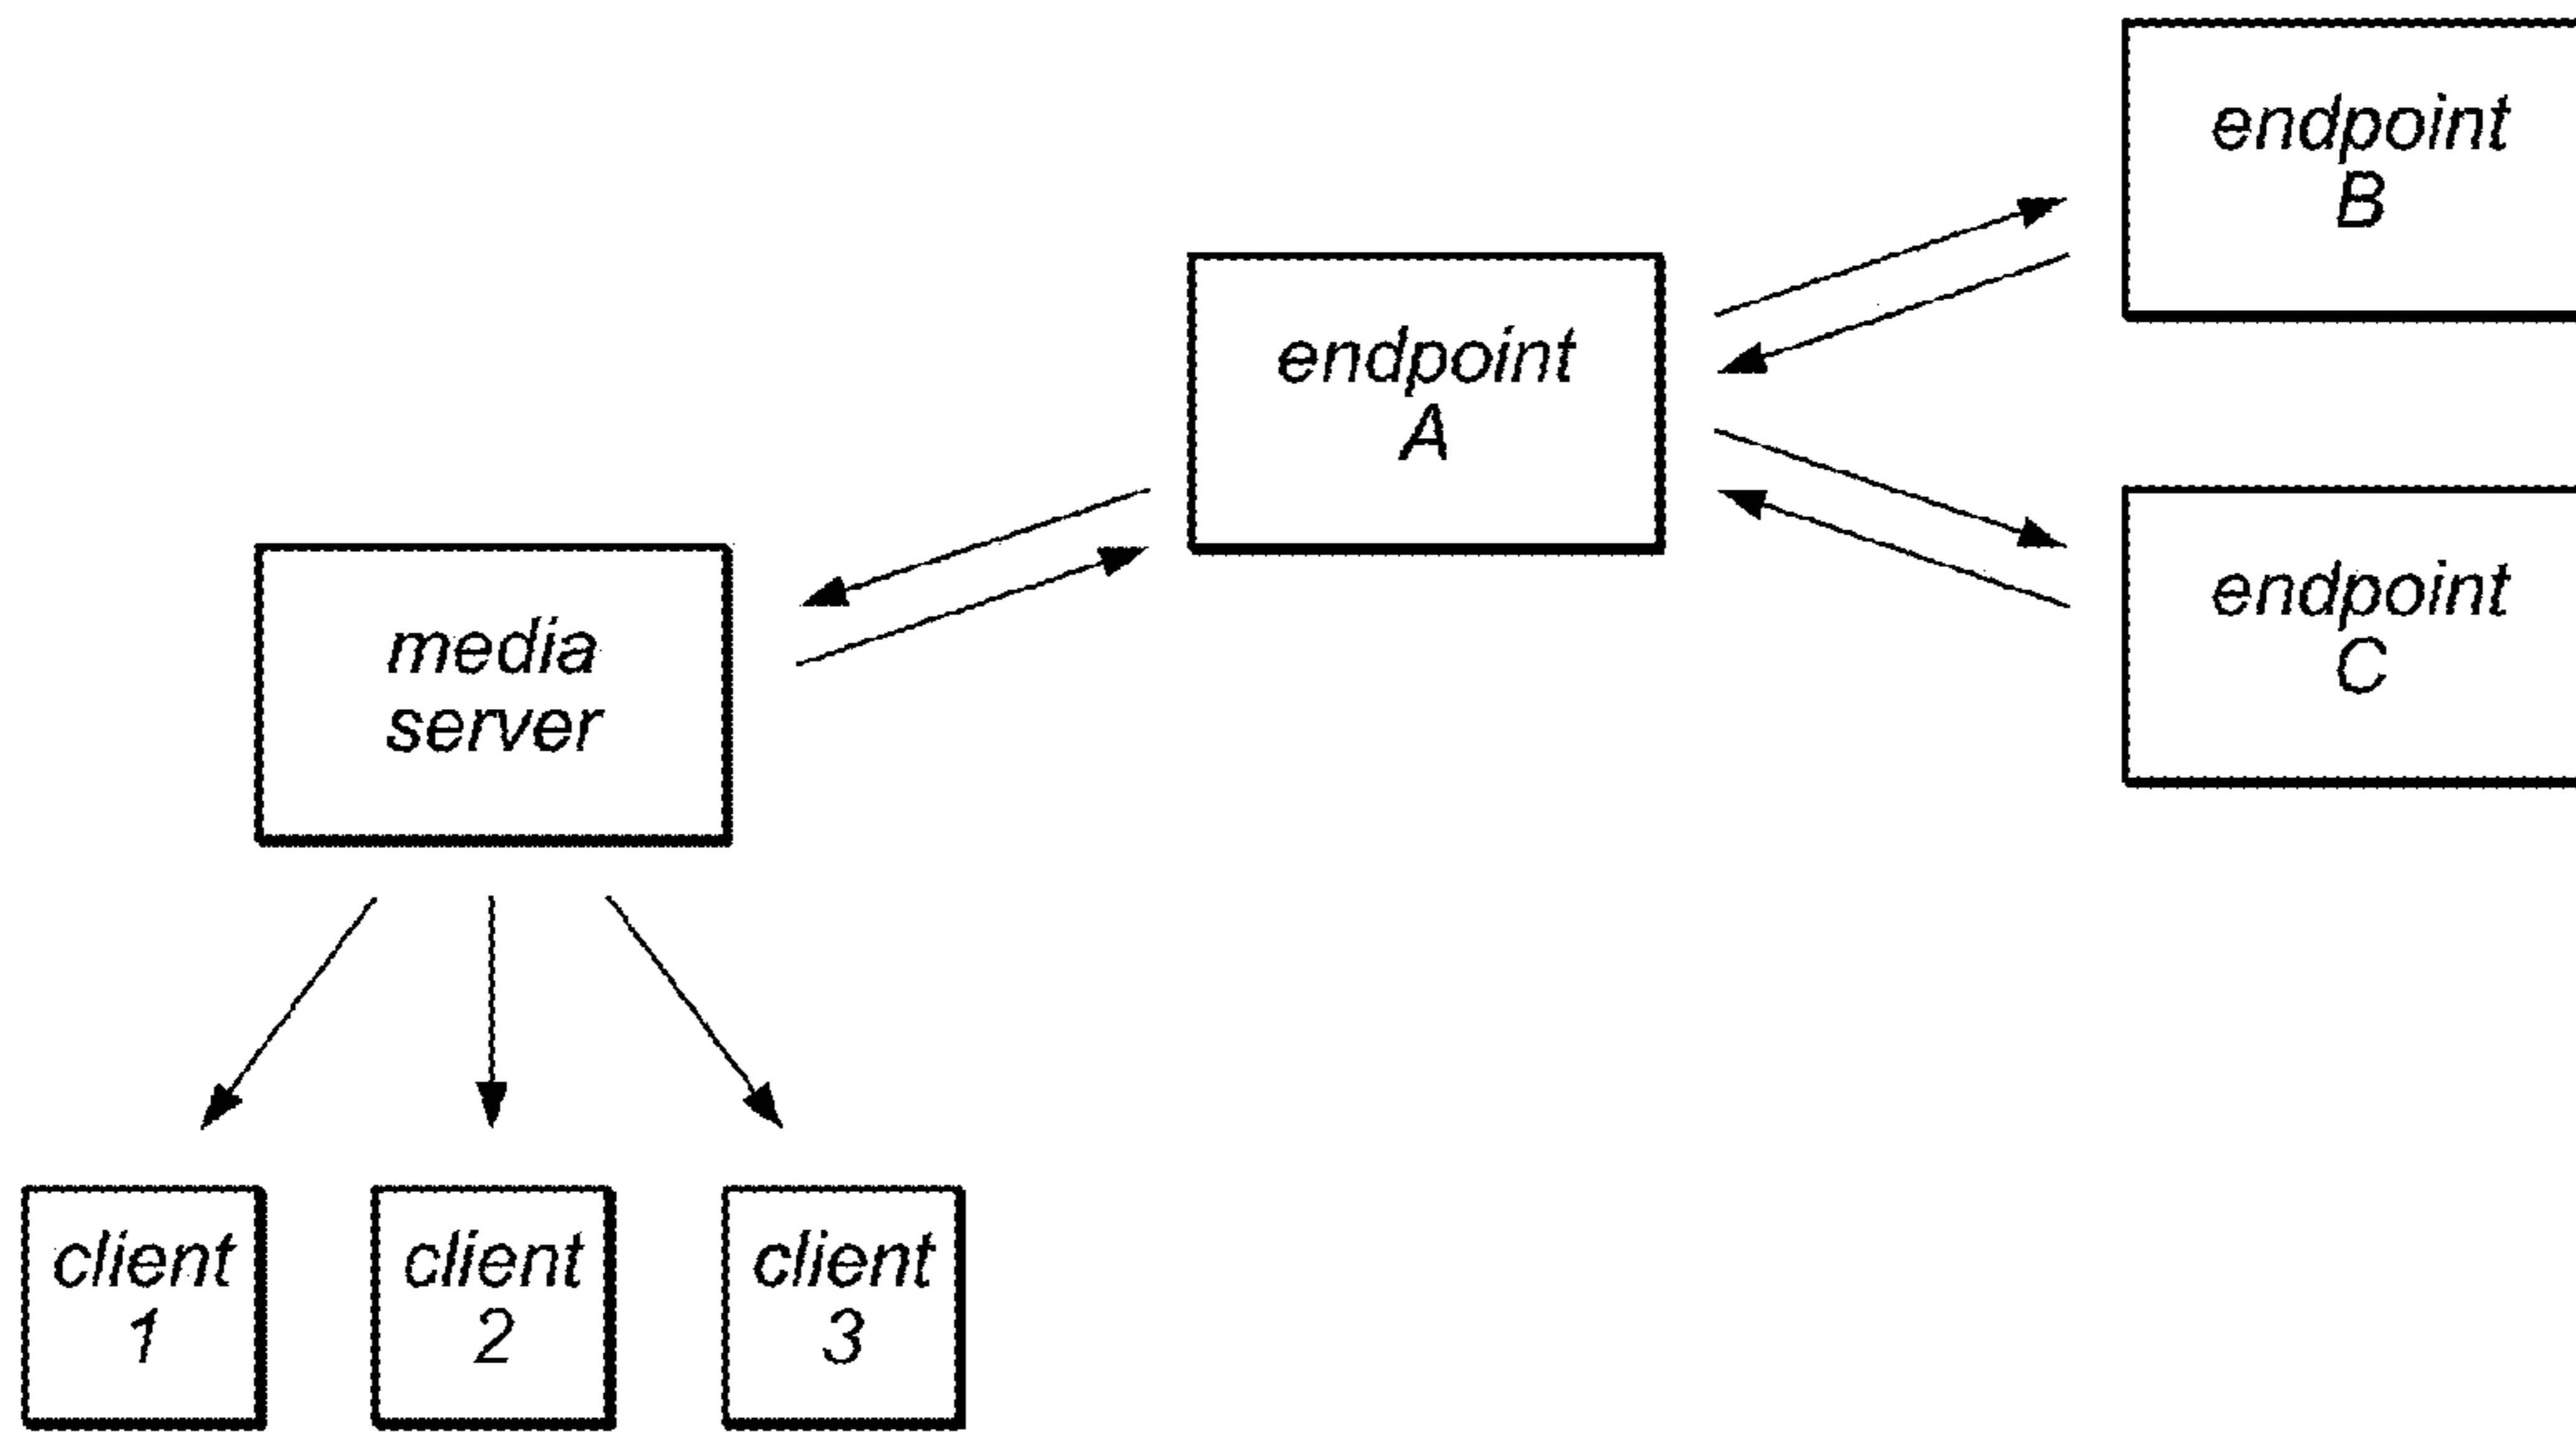 endpoint
B
endpoint
A
endpoint
C
media
server
client
1
client
2
client
3